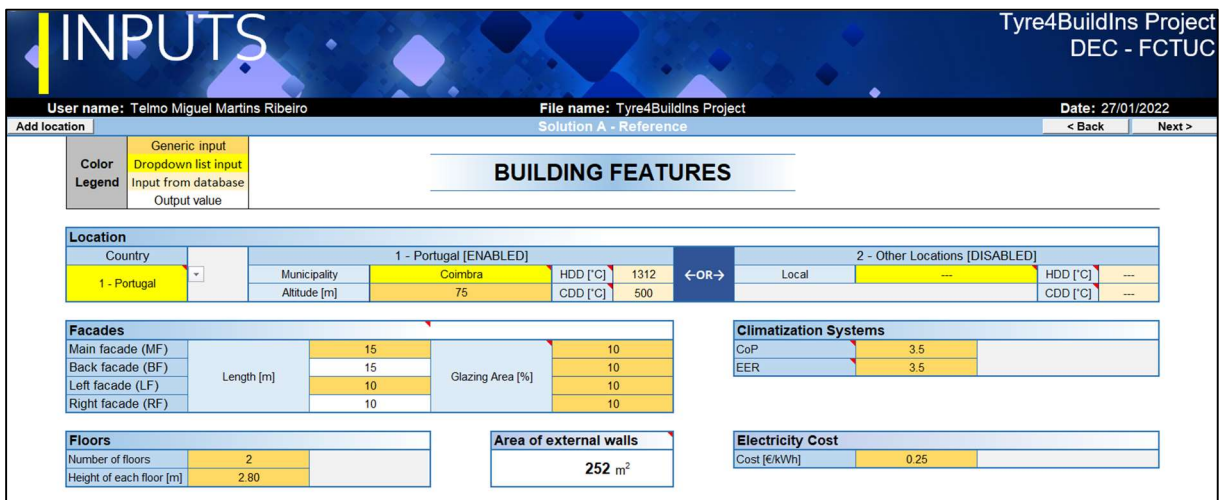 INPUTS
Tyre4BuildIns Project
DEC - FCTUC
User name: Telmo Miguel Martins Ribeiro File name: Tyre4BuildIns Project Date: 27/01/2022
Add location Solution A - Reference < Back Next >
Color Legend
Generic input
Dropdown list input
Input from database
Output value
BUILDING FEATURES
Location
Country 1 - Portugal [ENABLED] 2 - Other Locations [DISABLED]
1 - Portugal Municipality Coimbra HDD [°C] 1312 ←OR→ Local --- HDD [°C] ---
Altitude [m] 75 CDD [°C] 500 CDD [°C] ---
Facades
Main facade (MF) Length [m] 15 Glazing Area [%] 10
Back facade (BF) 15 10
Left facade (LF) 10 10
Right facade (RF) 10 10
Climatization Systems
CoP 3.5
EER 3.5
Floors
Number of floors 2
Height of each floor [m] 2.80
Area of external walls
252 m²
Electricity Cost
Cost [€/kWh] 0.25